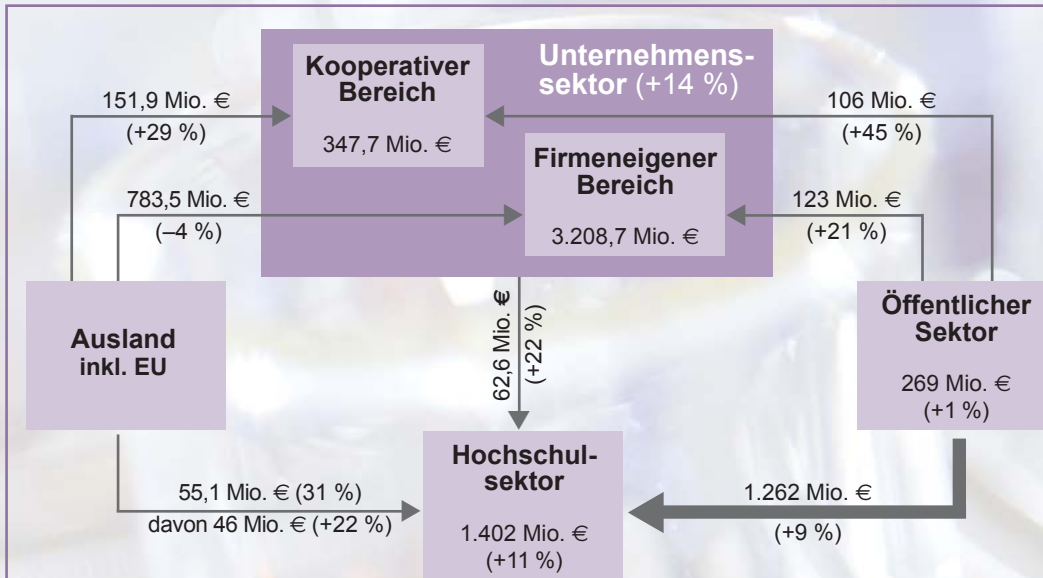 Unternehmens-
sektor (+14 %)
Kooperativer
Bereich
347,7 Mio. €
151,9 Mio. €
(+29 %)
106 Mio. €
(+45 %)
Firmeneigener
Bereich
3.208,7 Mio. €
783,5 Mio. €
(–4 %)
123 Mio. €
(+21 %)
Ausland
inkl. EU
62,6 Mio. €
(+22 %)
Öffentlicher
Sektor
269 Mio. €
(+1 %)
Hochschul-
sektor
1.402 Mio. €
(+11 %)
55,1 Mio. € (31 %)
davon 46 Mio. € (+22 %)
1.262 Mio. €
(+9 %)